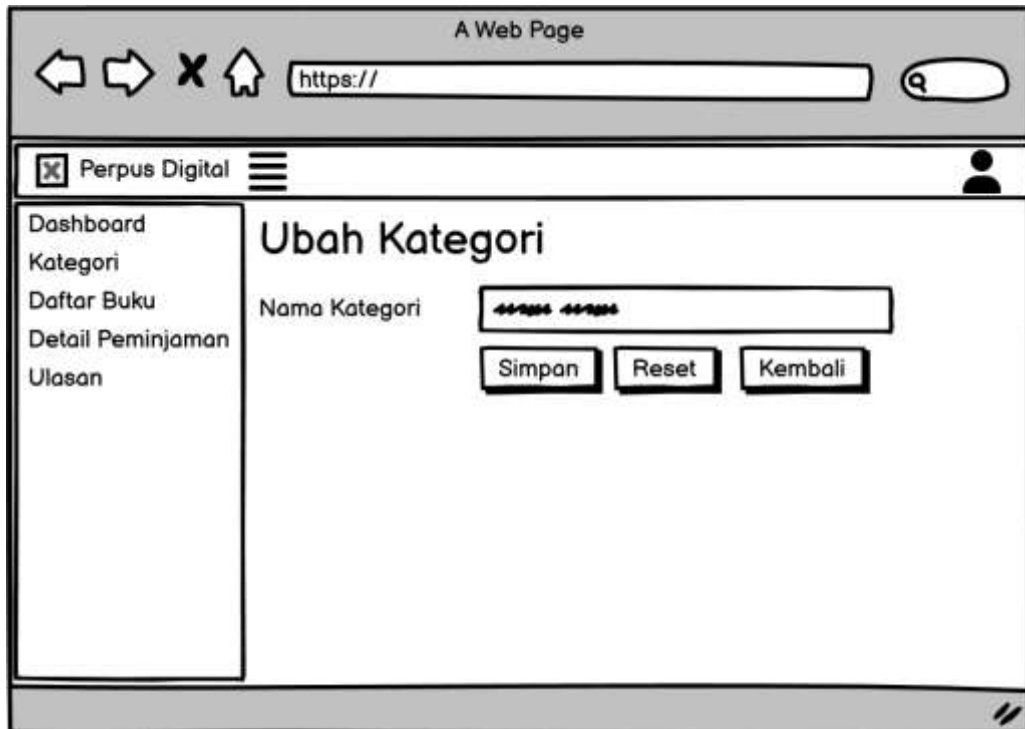 A Web Page
https://
Perpus Digital
Dashboard
Kategori
Daftar Buku
Detail Peminjaman
Ulasan
Ubah Kategori
Nama Kategori
Simpan
Reset
Kembali